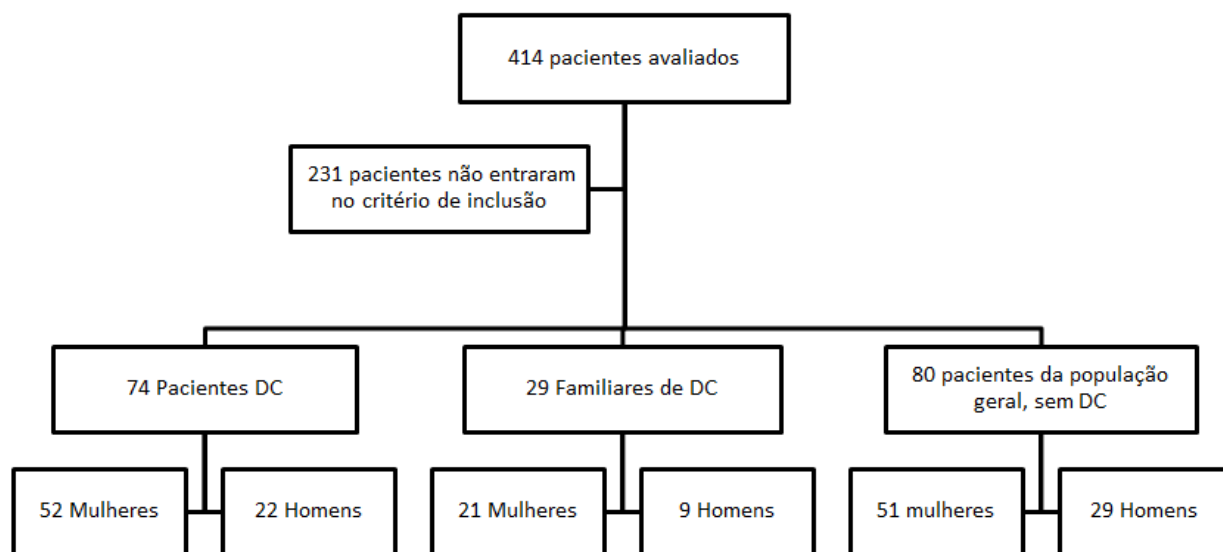 414 pacientes avaliados
231 pacientes não entraram
no critério de inclusão
74 Pacientes DC
29 Familiares de DC
80 pacientes da população
geral, sem DC
52 Mulheres
22 Homens
21 Mulheres
9 Homens
51 mulheres
29 Homens